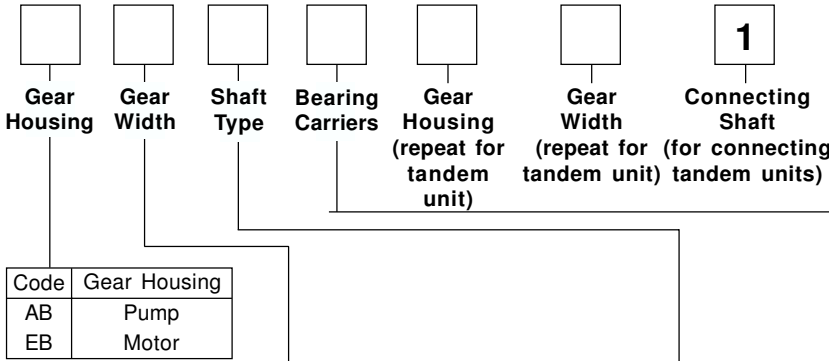 1
Gear Housing
Gear Width
Shaft Type
Bearing Carriers
Gear Housing (repeat for tandem unit)
Gear Width (repeat for tandem unit)
Connecting Shaft (for connecting tandem units)
Code Gear Housing
AB Pump
EB Motor